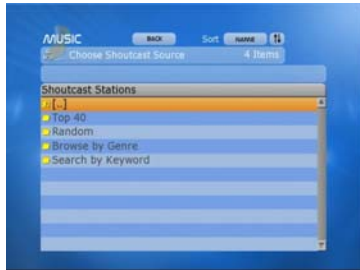 MUSIC BACK Sort NAME
Choose Shoutcast Source 4 Items
Shoutcast Stations
[..]
Top 40
Random
Browse by Genre
Search by Keyword